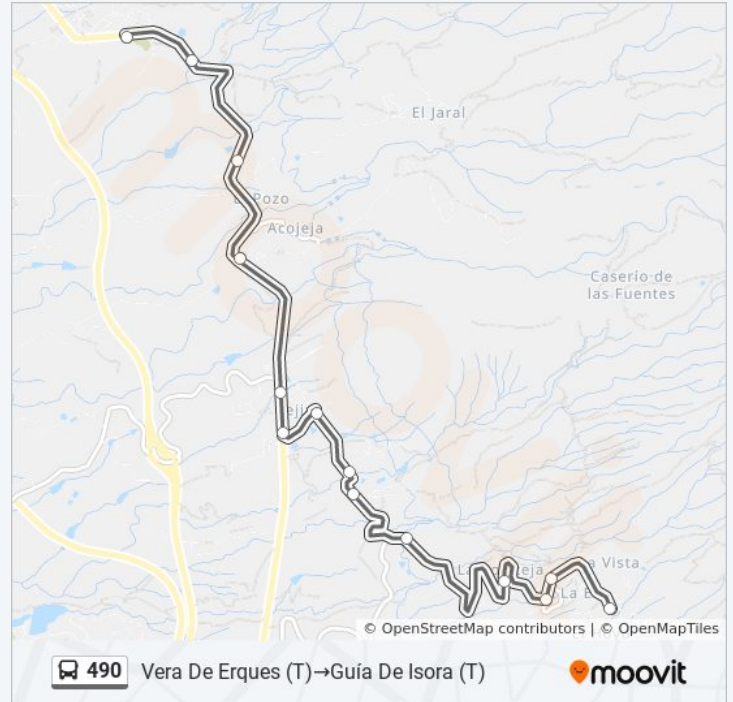 El Jaral
Pozo
Acojeja
Caserío de
las Fuentes
Vista
© OpenStreetMap contributors | © OpenMapTiles
490 Vera De Erques (T)→Guía De Isora (T) moovit